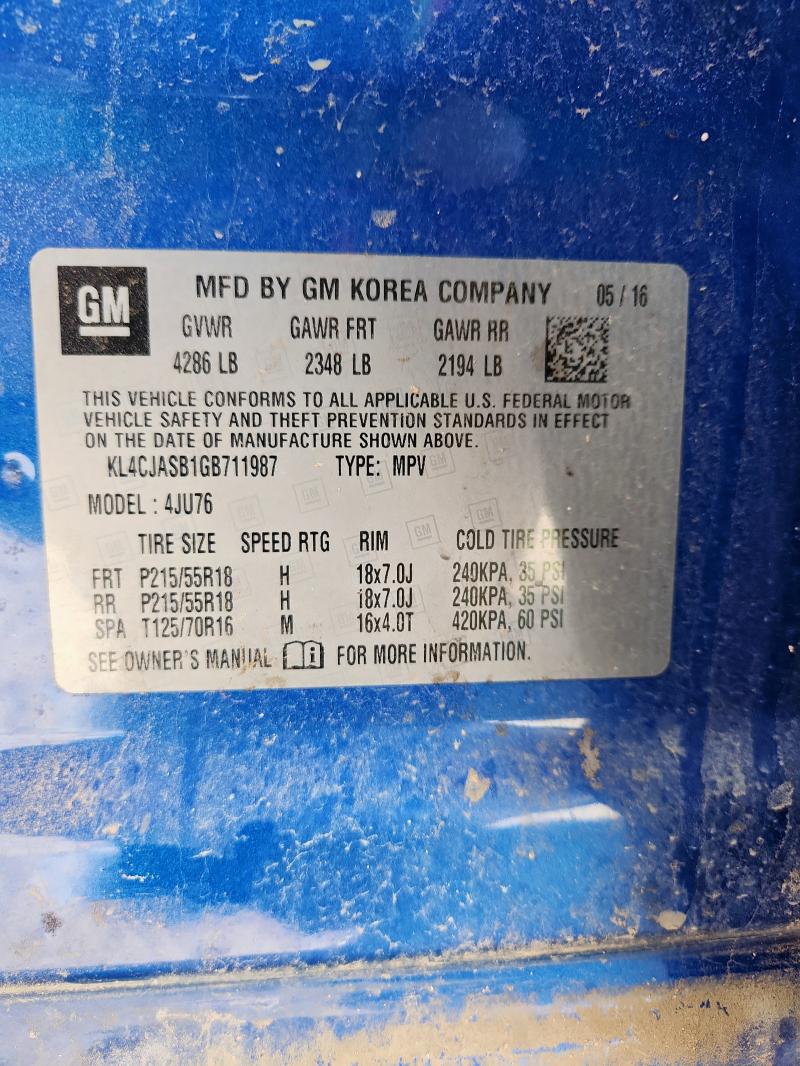 GM
MFD BY GM KOREA COMPANY 05 / 16
GVWR GAWR FRT GAWR RR
4286 LB 2348 LB 2194 LB
THIS VEHICLE CONFORMS TO ALL APPLICABLE U.S. FEDERAL MOTOR
VEHICLE SAFETY AND THEFT PREVENTION STANDARDS IN EFFECT
ON THE DATE OF MANUFACTURE SHOWN ABOVE.
KL4CJASB1GB711987 TYPE: MPV
MODEL : 4JU76
TIRE SIZE SPEED RTG RIM COLD TIRE PRESSURE
FRT P215/55R18 H 18x7.0J 240KPA, 35 PSI
RR P215/55R18 H 18x7.0J 240KPA, 35 PSI
SPA T125/70R16 M 16x4.0T 420KPA, 60 PSI
SEE OWNER'S MANUAL FOR MORE INFORMATION.